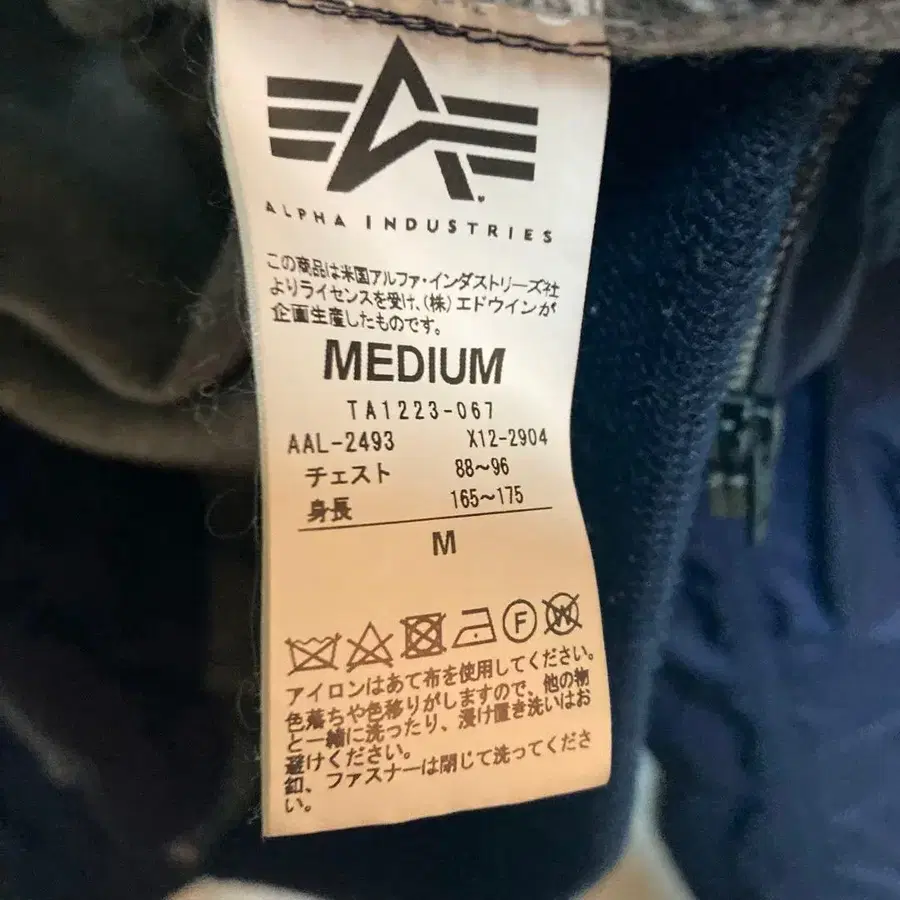 ALPHA INDUSTRIES
この商品は米国アルファ・インダストリーズ社
よりライセンスを受け、(株)エドウインが
企画生産したものです。
MEDIUM
TA1223-067
AAL-2493 X12-2904
チェスト 88~96
身長 165~175
M
F W
アイロンはあて布を使用してください。
色落ちや色移りがしますので、他の物
と一緒に洗ったり、浸け置き洗いはお
避けください。
釦、ファスナーは閉じて洗ってくださ
い。